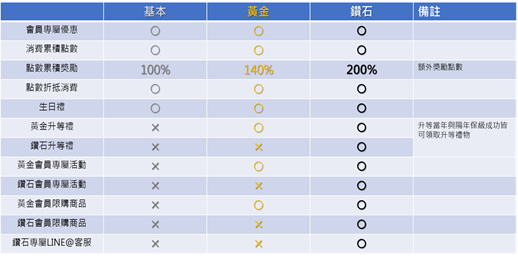 基本 黃金 鑽石 備註
會員專屬優惠 ○ ○ ○
消費累積點數 ○ ○ ○
點數累積獎勵 100% 140% 200% 額外獎勵點數
點數折抵消費 ○ ○ ○
生日禮 ○ ○ ○
黃金升等禮 × ○ ○ 升等當年與隔年保級成功皆
可領取升等禮物
鑽石升等禮 × × ○
黃金會員專屬活動 × ○ ○
鑽石會員專屬活動 × × ○
黃金會員限購商品 × ○ ○
鑽石會員限購商品 × × ○
鑽石專屬LINE@客服 × × ○